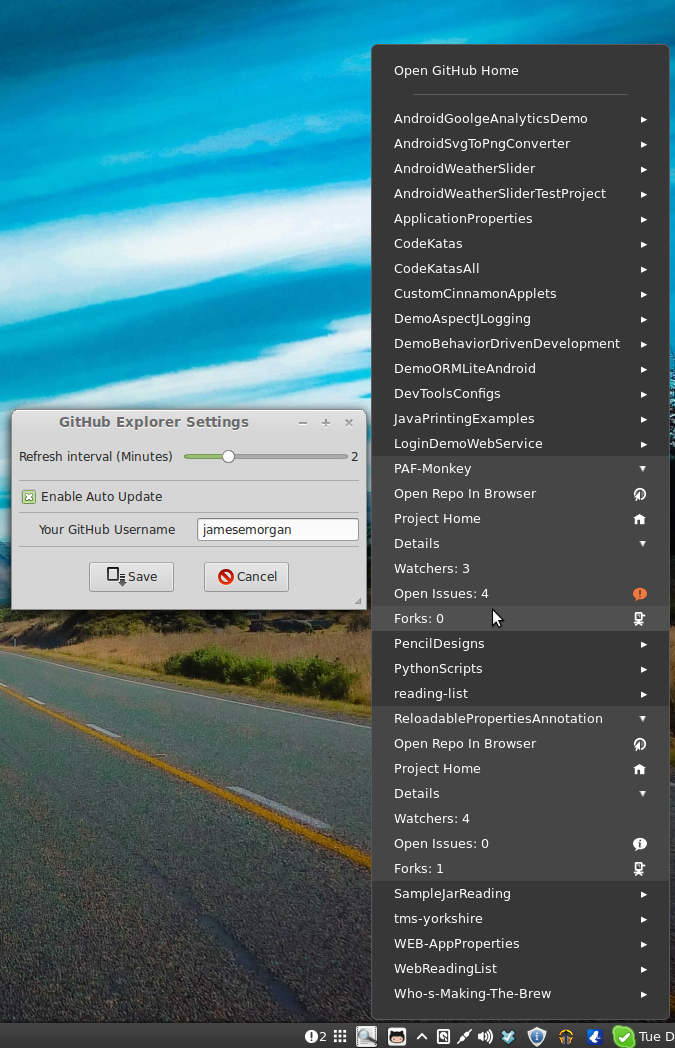 Open GitHub Home
AndroidGoolgeAnalyticsDemo
AndroidSvgToPngConverter
AndroidWeatherSlider
AndroidWeatherSliderTestProject
ApplicationProperties
CodeKatas
CodeKatasAll
CustomCinnamonApplets
DemoAspectJLogging
DemoBehaviorDrivenDevelopment
DemoORMLiteAndroid
DevToolsConfigs
JavaPrintingExamples
LoginDemoWebService
PAF-Monkey
Open Repo In Browser
Project Home
Details
Watchers: 3
Open Issues: 4
Forks: 0
PencilDesigns
PythonScripts
reading-list
ReloadablePropertiesAnnotation
Open Repo In Browser
Project Home
Details
Watchers: 4
Open Issues: 0
Forks: 1
SampleJarReading
tms-yorkshire
WEB-AppProperties
WebReadingList
Who-s-Making-The-Brew
GitHub Explorer Settings
Refresh interval (Minutes) 2
Enable Auto Update
Your GitHub Username jamesemorgan
Save Cancel
2 Tue D